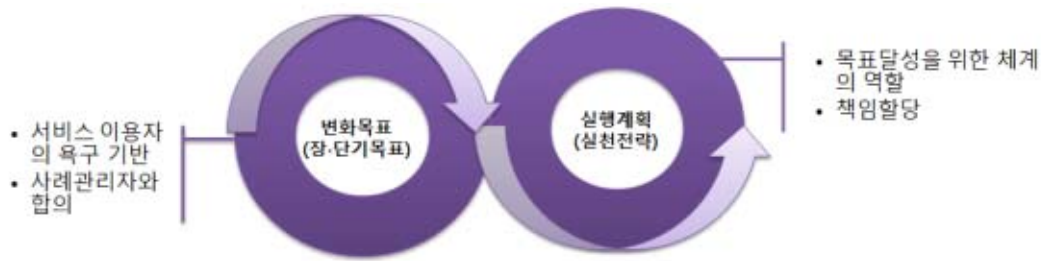 • 서비스 이용자
의 욕구 기반
• 사례관리자와
합의
변화목표
(장·단기목표)
실행계획
(실천전략)
• 목표달성을 위한 체계
의 역할
• 책임할당